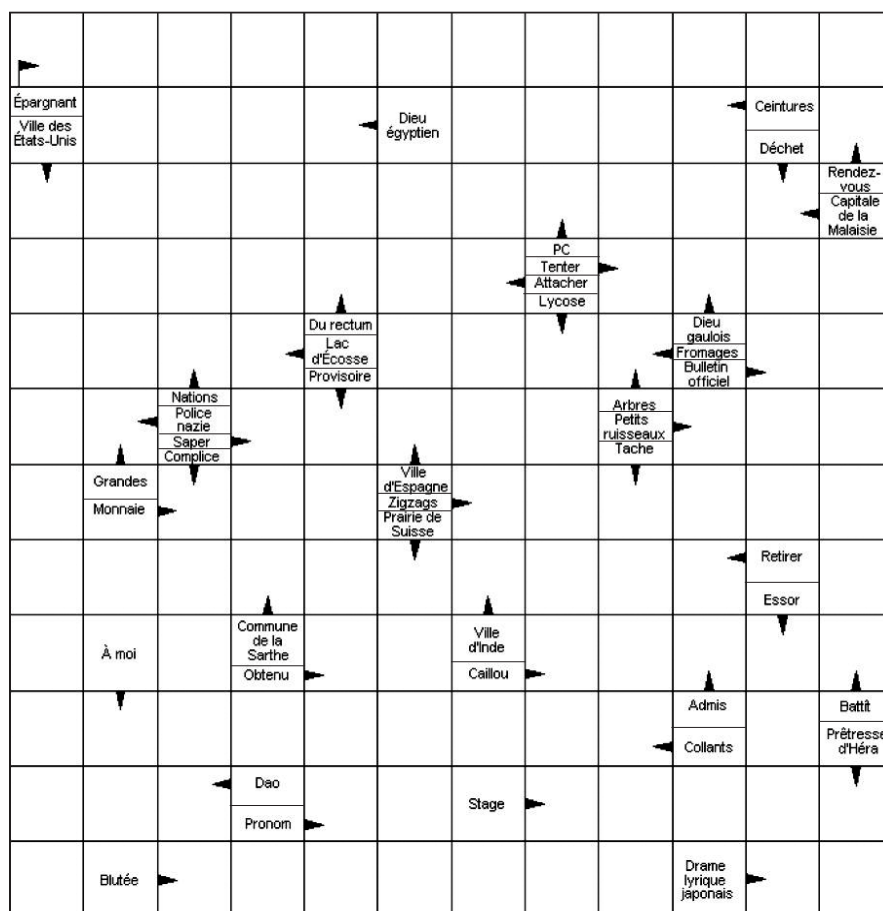 Épargnant
Ville des
États-Unis
Dieu
égyptien
Ceintures
Déchet
Rendez-
vous
Capitale
de la
Malaisie
PC
Tenter
Attacher
Lycose
Du rectum
Lac
d'Écosse
Provisoire
Dieu
gaulois
Fromages
Bulletin
officiel
Nations
Police
nazie
Saper
Complice
Arbres
Petits
ruisseaux
Tache
Grandes
Monnaie
Ville
d'Espagne
Zigzags
Prairie de
Suisse
Retirer
Essor
À moi
Commune
de la
Sarthe
Obtenu
Ville
d'Inde
Caillou
Admis
Collants
Battît
Prêtresse
d'Héra
Dao
Pronom
Stage
Blutée
Drame
lyrique
japonais